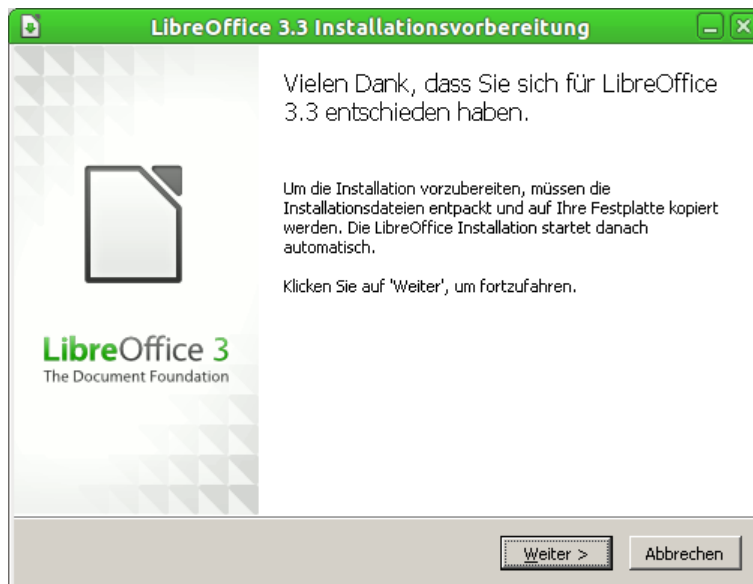 LibreOffice 3.3 Installationsvorbereitung
Vielen Dank, dass Sie sich für LibreOffice
3.3 entschieden haben.
Um die Installation vorzubereiten, müssen die
Installationsdateien entpackt und auf Ihre Festplatte kopiert
werden. Die LibreOffice Installation startet danach
automatisch.
Klicken Sie auf 'Weiter', um fortzufahren.
LibreOffice 3
The Document Foundation
Weiter >
Abbrechen